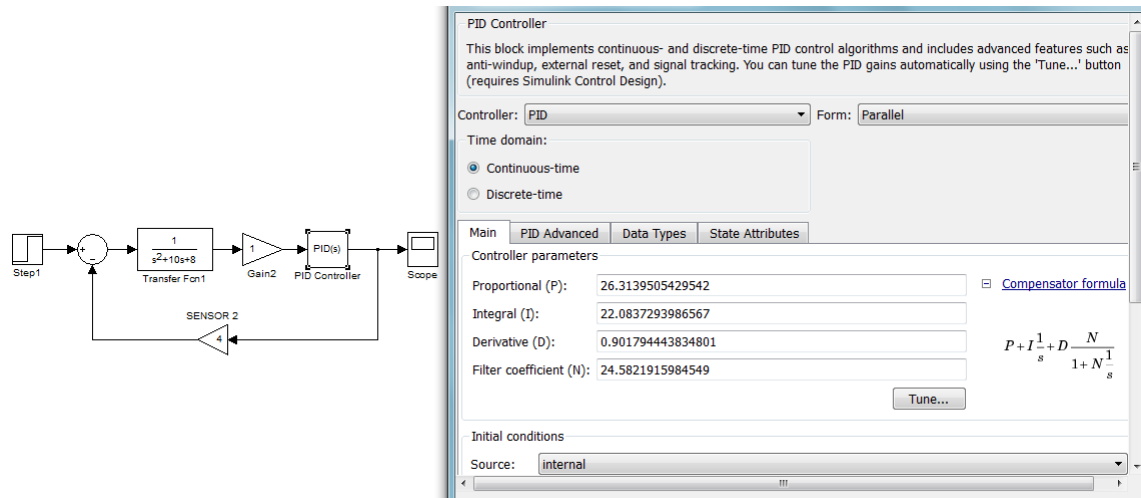 PID Controller
This block implements continuous- and discrete-time PID control algorithms and includes advanced features such as
anti-windup, external reset, and signal tracking. You can tune the PID gains automatically using the 'Tune...' button
(requires Simulink Control Design).
Controller: PID Form: Parallel
Time domain:
Continuous-time
Discrete-time
Main PID Advanced Data Types State Attributes
Controller parameters
Proportional (P): 26.3139505429542
Compensator formula
Integral (I): 22.0837293986567
Derivative (D): 0.901794443834801
Filter coefficient (N): 24.5821915984549
P+I 1/s + D N/(1+N 1/s)
Tune...
Initial conditions
Source: internal
+
−
1
s²+10s+8
1
PID(s)
Step1
Transfer Fcn1
Gain2
PID Controller
Scope
SENSOR 2
4